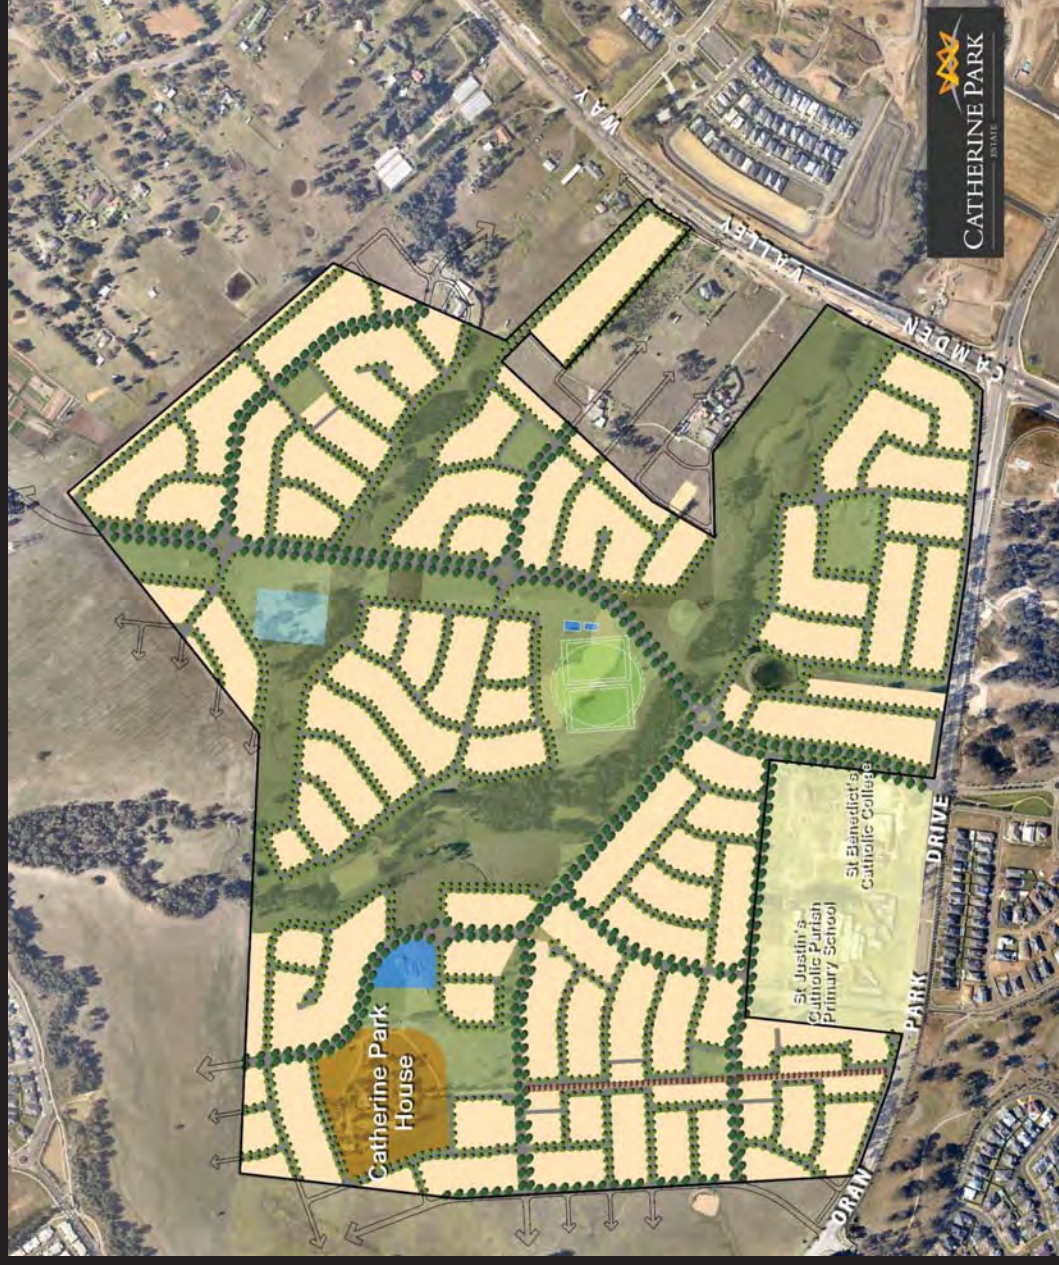 CATHERINE PARK
ESTATE
CAMDEN VALLEY WAY
St Benedict's
Catholic College
St Justin's
Catholic Parish
Primary School
ORAN PARK DRIVE
Catherine Park
House